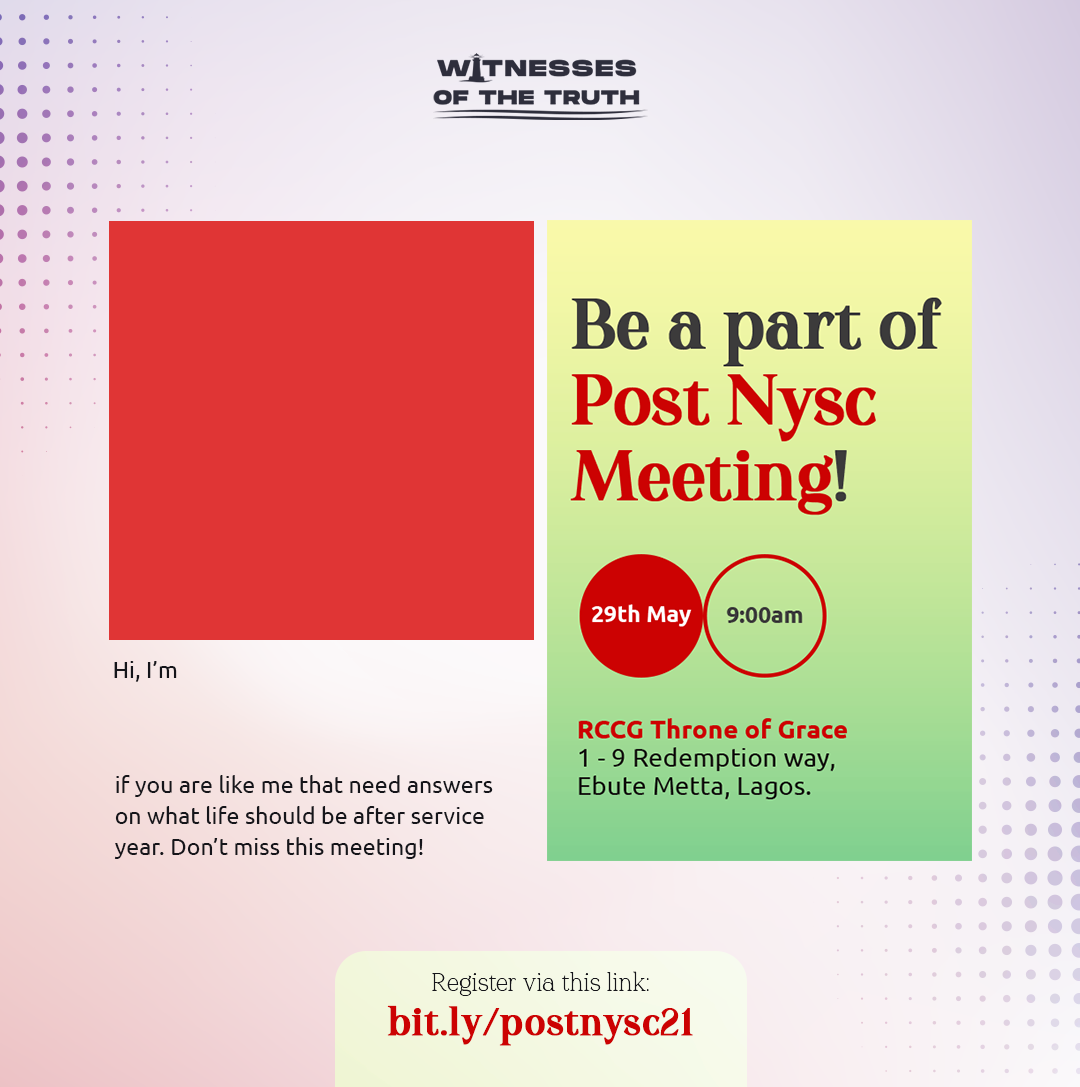 WITNESSES
OF THE TRUTH
Be a part of
Post Nysc
Meeting!
29th May
9:00am
RCCG Throne of Grace
1 - 9 Redemption way,
Ebute Metta, Lagos.
Hi, I’m
if you are like me that need answers
on what life should be after service
year. Don’t miss this meeting!
Register via this link:
bit.ly/postnysc21